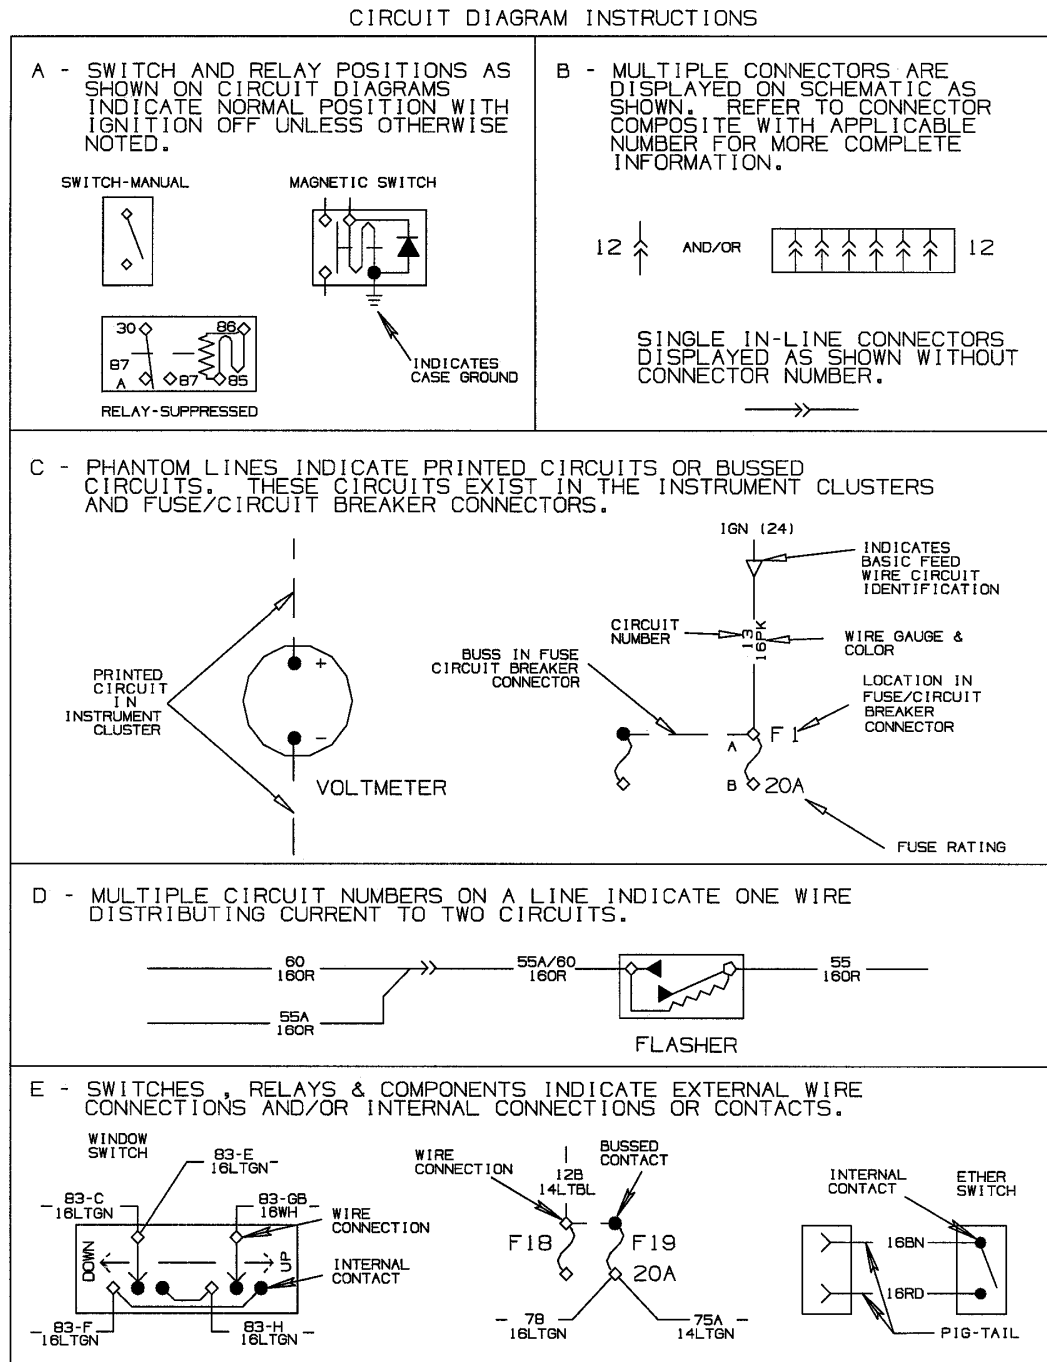 CIRCUIT DIAGRAM INSTRUCTIONS
A - SWITCH AND RELAY POSITIONS AS
SHOWN ON CIRCUIT DIAGRAMS
INDICATE NORMAL POSITION WITH
IGNITION OFF UNLESS OTHERWISE
NOTED.
SWITCH-MANUAL
MAGNETIC SWITCH
30
86
87
A
87
85
INDICATES
CASE GROUND
RELAY-SUPPRESSED
B - MULTIPLE CONNECTORS ARE
DISPLAYED ON SCHEMATIC AS
SHOWN. REFER TO CONNECTOR
COMPOSITE WITH APPLICABLE
NUMBER FOR MORE COMPLETE
INFORMATION.
12
AND/OR
12
SINGLE IN-LINE CONNECTORS
DISPLAYED AS SHOWN WITHOUT
CONNECTOR NUMBER.
C - PHANTOM LINES INDICATE PRINTED CIRCUITS OR BUSSED
CIRCUITS. THESE CIRCUITS EXIST IN THE INSTRUMENT CLUSTERS
AND FUSE/CIRCUIT BREAKER CONNECTORS.
PRINTED
CIRCUIT
IN
INSTRUMENT
CLUSTER
+
-
VOLTMETER
IGN (24)
INDICATES
BASIC FEED
WIRE CIRCUIT
IDENTIFICATION
CIRCUIT
NUMBER
13
16PK
WIRE GAUGE &
COLOR
BUSS IN FUSE
CIRCUIT BREAKER
CONNECTOR
LOCATION IN
FUSE/CIRCUIT
BREAKER
CONNECTOR
A
F1
B
20A
FUSE RATING
D - MULTIPLE CIRCUIT NUMBERS ON A LINE INDICATE ONE WIRE
DISTRIBUTING CURRENT TO TWO CIRCUITS.
60
16OR
55A/60
16OR
55
16OR
55A
16OR
FLASHER
E - SWITCHES , RELAYS & COMPONENTS INDICATE EXTERNAL WIRE
CONNECTIONS AND/OR INTERNAL CONNECTIONS OR CONTACTS.
WINDOW
SWITCH
83-E
16LTGN
83-C
16LTGN
83-GB
16WH
WIRE
CONNECTION
DOWN
UP
INTERNAL
CONTACT
83-F
16LTGN
83-H
16LTGN
WIRE
CONNECTION
12B
14LTBL
BUSSED
CONTACT
F18
F19
20A
78
16LTGN
75A
14LTGN
INTERNAL
CONTACT
ETHER
SWITCH
16BN
16RD
PIG-TAIL